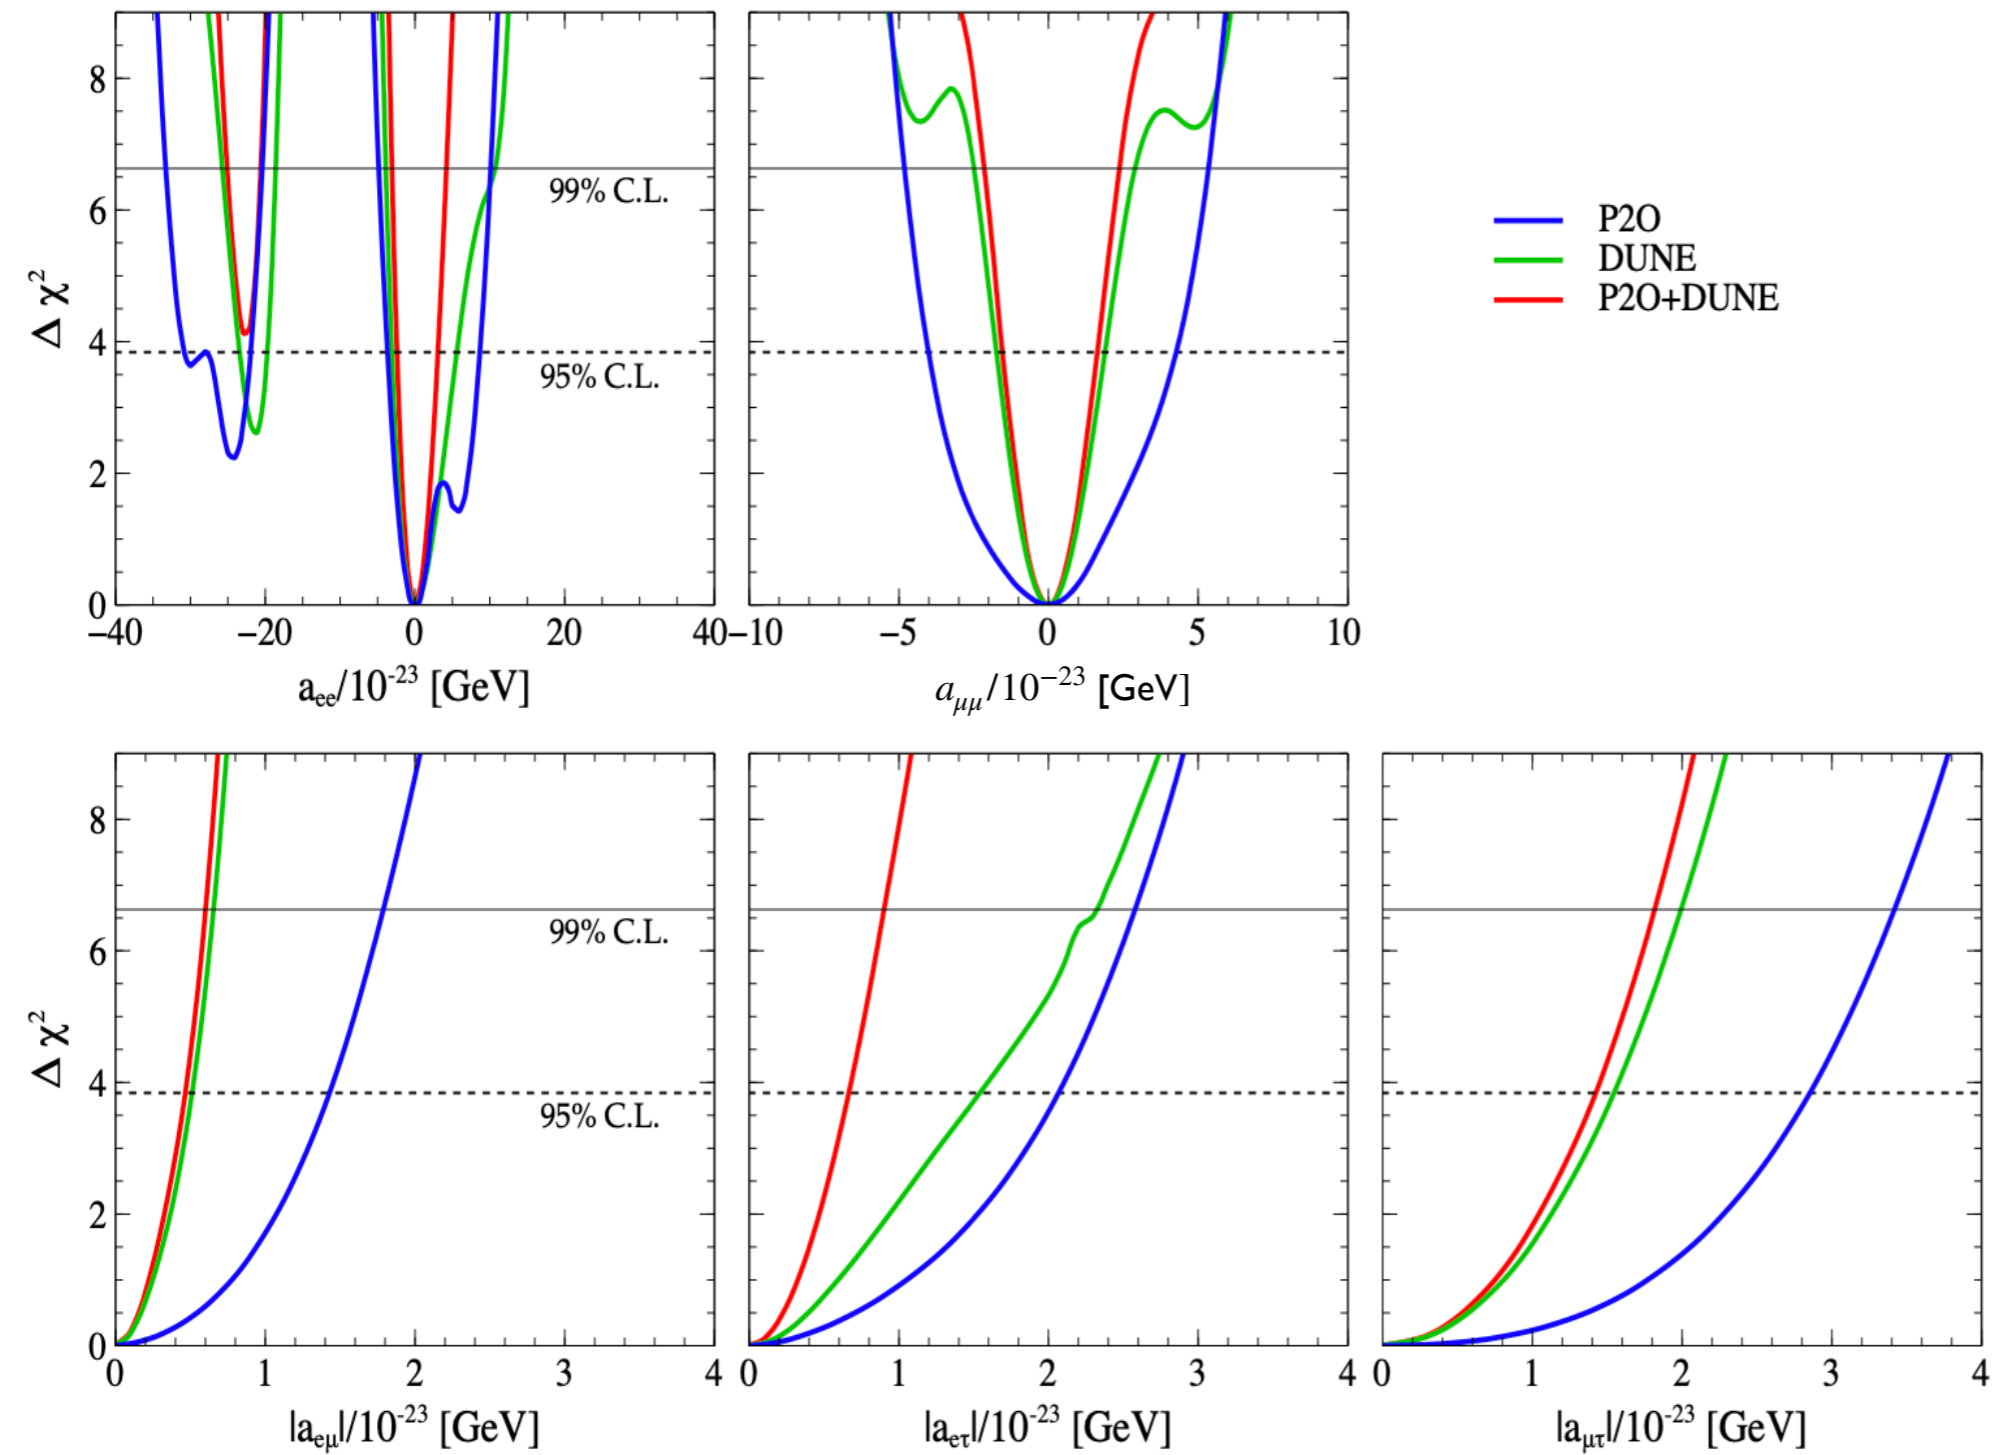 8
6
4
2
0
Δ χ²
99% C.L.
95% C.L.
−40
−20
0
20
40
a_ee/10^-23 [GeV]
−10
−5
0
5
10
a_μμ/10^−23 [GeV]
P2O
DUNE
P2O+DUNE
8
6
4
2
0
Δ χ²
99% C.L.
95% C.L.
0 1 2 3 4
|a_eμ|/10^-23 [GeV]
0 1 2 3 4
|a_eτ|/10^-23 [GeV]
0 1 2 3 4
|a_μτ|/10^-23 [GeV]